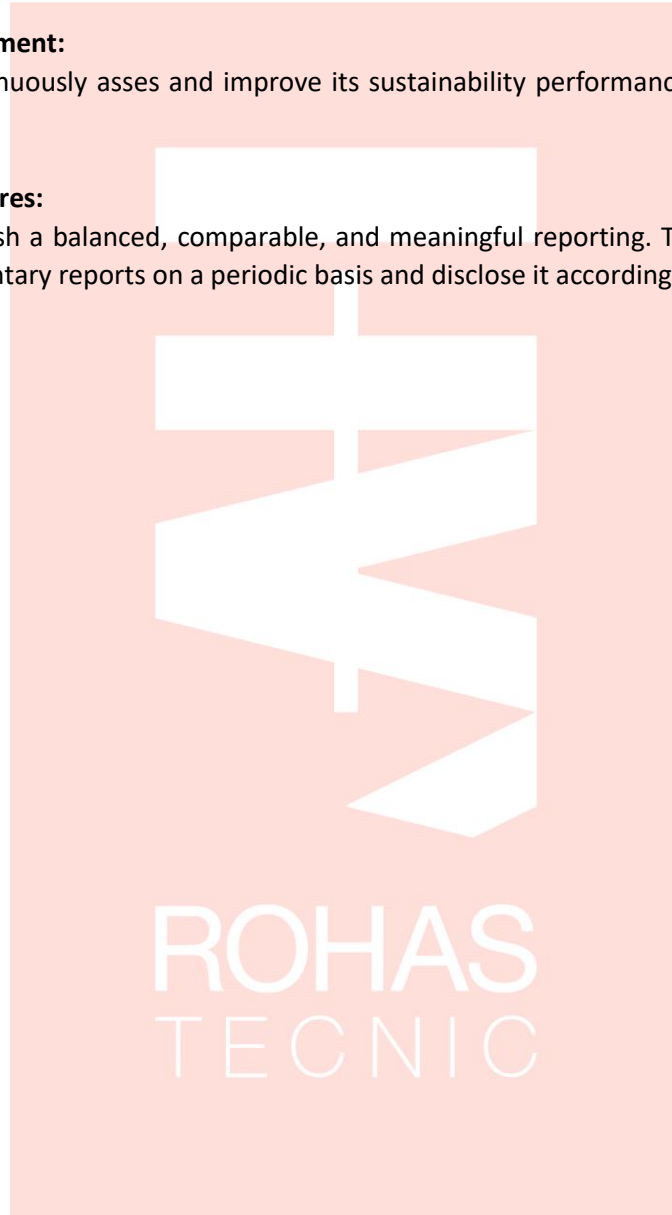 ment:
nuously asses and improve its sustainability performanc
res:
sh a balanced, comparable, and meaningful reporting. T
ntary reports on a periodic basis and disclose it according
ROHAS
TECNIC